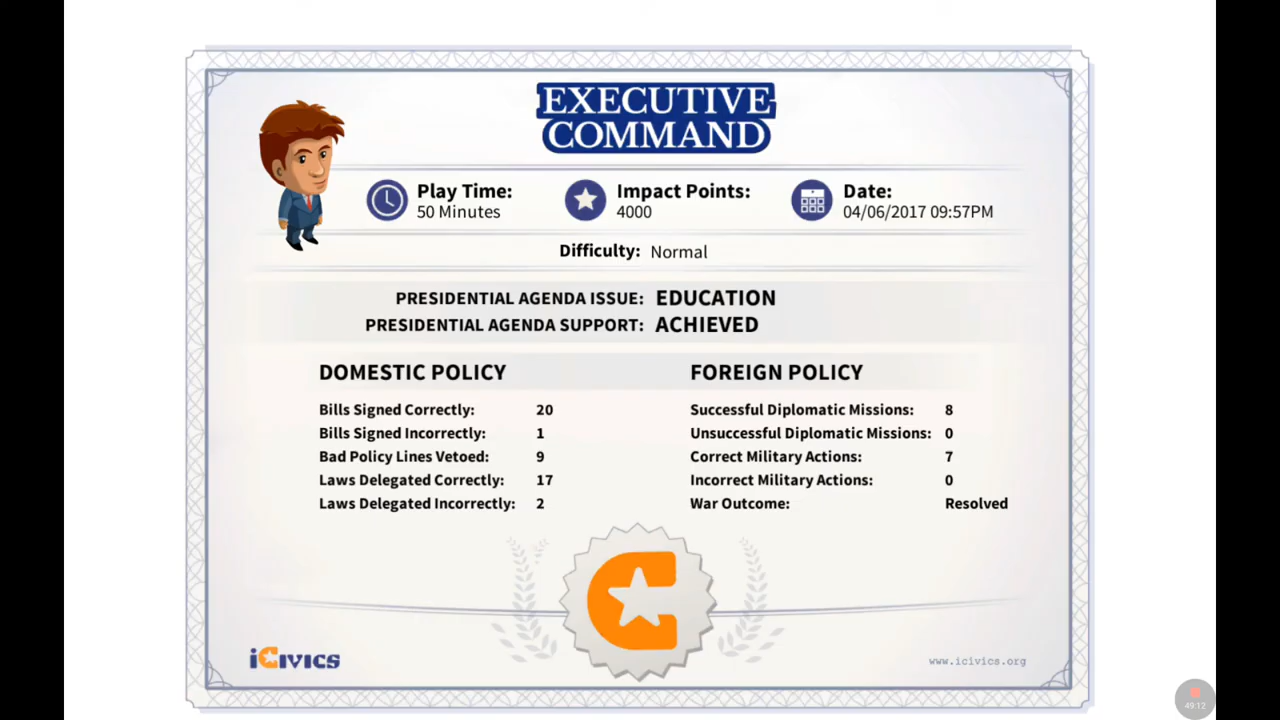 EXECUTIVE
COMMAND
Play Time:
50 Minutes
Impact Points:
4000
Date:
04/06/2017 09:57PM
Difficulty: Normal
PRESIDENTIAL AGENDA ISSUE: EDUCATION
PRESIDENTIAL AGENDA SUPPORT: ACHIEVED
DOMESTIC POLICY
Bills Signed Correctly: 20
Bills Signed Incorrectly: 1
Bad Policy Lines Vetoed: 9
Laws Delegated Correctly: 17
Laws Delegated Incorrectly: 2
FOREIGN POLICY
Successful Diplomatic Missions: 8
Unsuccessful Diplomatic Missions: 0
Correct Military Actions: 7
Incorrect Military Actions: 0
War Outcome: Resolved
iCIVICS
www.icivics.org
49:12